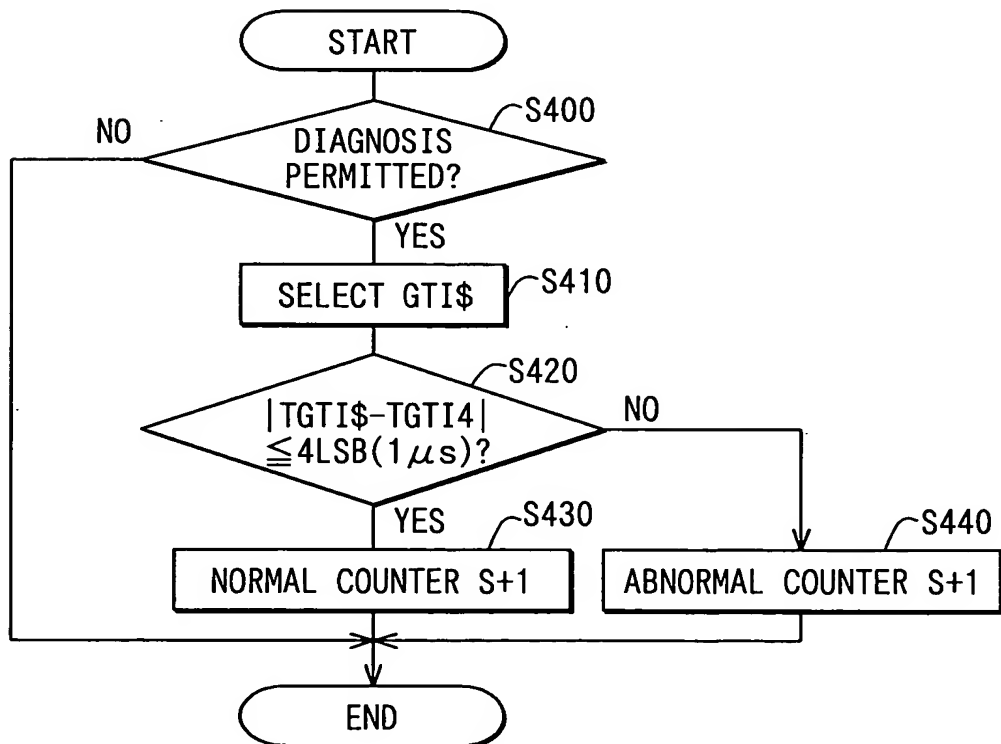 START
S400
NO
DIAGNOSIS
PERMITTED?
YES
SELECT GTI$
S410
S420
|TGTI$-TGTI4|
≦4LSB(1μs)?
NO
YES
S430
S440
NORMAL COUNTER S+1
ABNORMAL COUNTER S+1
END